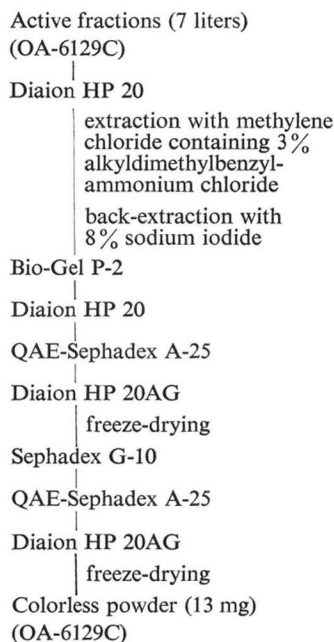 Active fractions (7 liters)
(OA-6129C)
Diaion HP 20
extraction with methylene
chloride containing 3%
alkyldimethylbenzyl-
ammonium chloride
back-extraction with
8% sodium iodide
Bio-Gel P-2
Diaion HP 20
QAE-Sephadex A-25
Diaion HP 20AG
freeze-drying
Sephadex G-10
QAE-Sephadex A-25
Diaion HP 20AG
freeze-drying
Colorless powder (13 mg)
(OA-6129C)